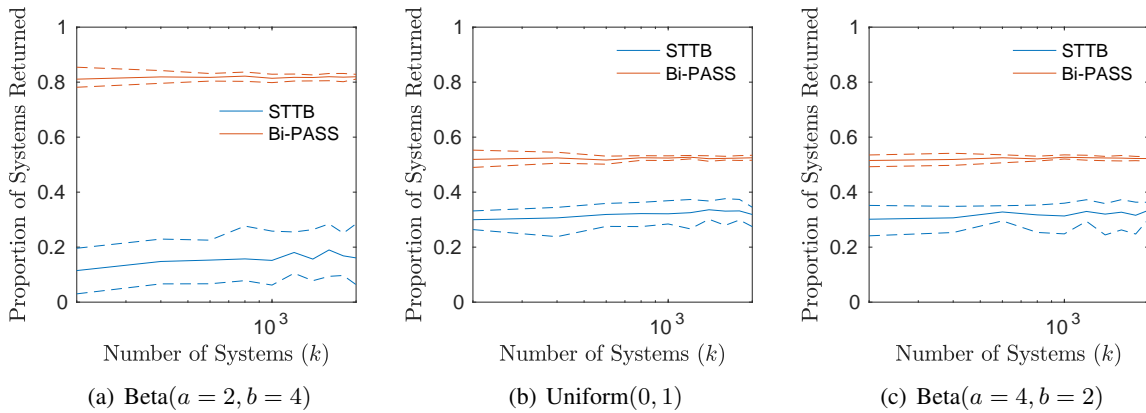 Proportion of Systems Returned
1
0.8
0.6
0.4
0.2
0
STTB
Bi-PASS
10^3
Number of Systems (k)
(a) Beta(a = 2, b = 4)
Proportion of Systems Returned
1
0.8
0.6
0.4
0.2
0
STTB
Bi-PASS
10^3
Number of Systems (k)
(b) Uniform(0, 1)
Proportion of Systems Returned
1
0.8
0.6
0.4
0.2
0
STTB
Bi-PASS
10^3
Number of Systems (k)
(c) Beta(a = 4, b = 2)